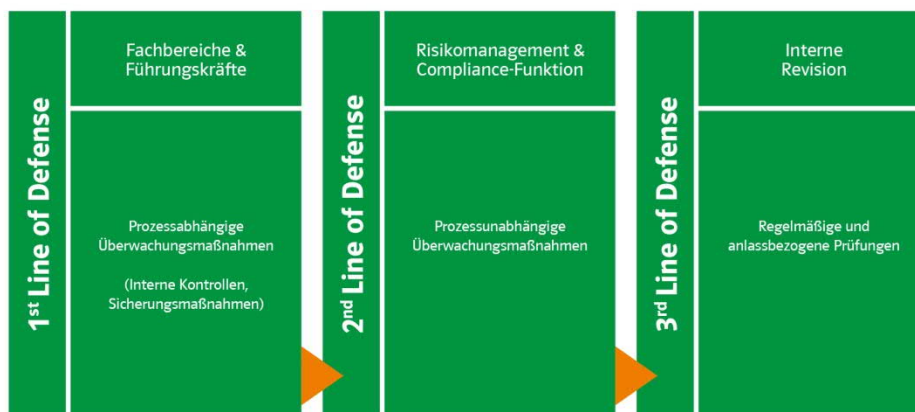 1st Line of Defense
Fachbereiche &
Führungskräfte
Prozessabhängige
Überwachungsmaßnahmen
(Interne Kontrollen,
Sicherungsmaßnahmen)
2nd Line of Defense
Risikomanagement &
Compliance-Funktion
Prozessunabhängige
Überwachungsmaßnahmen
3rd Line of Defense
Interne
Revision
Regelmäßige und
anlassbezogene Prüfungen